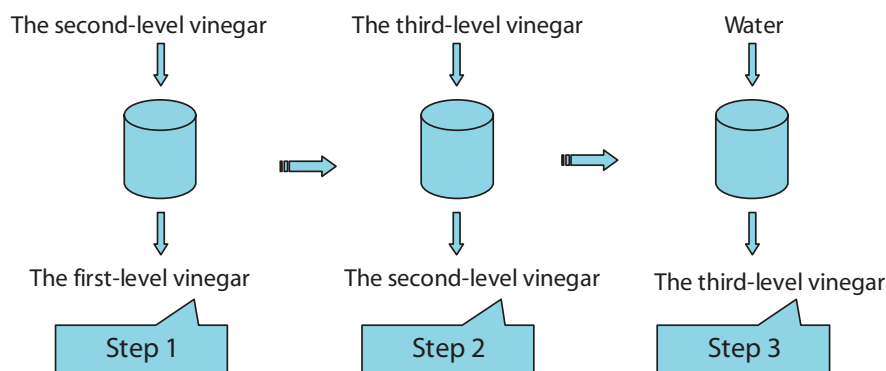 The second-level vinegar
The third-level vinegar
Water
The first-level vinegar
The second-level vinegar
The third-level vinegar
Step 1
Step 2
Step 3